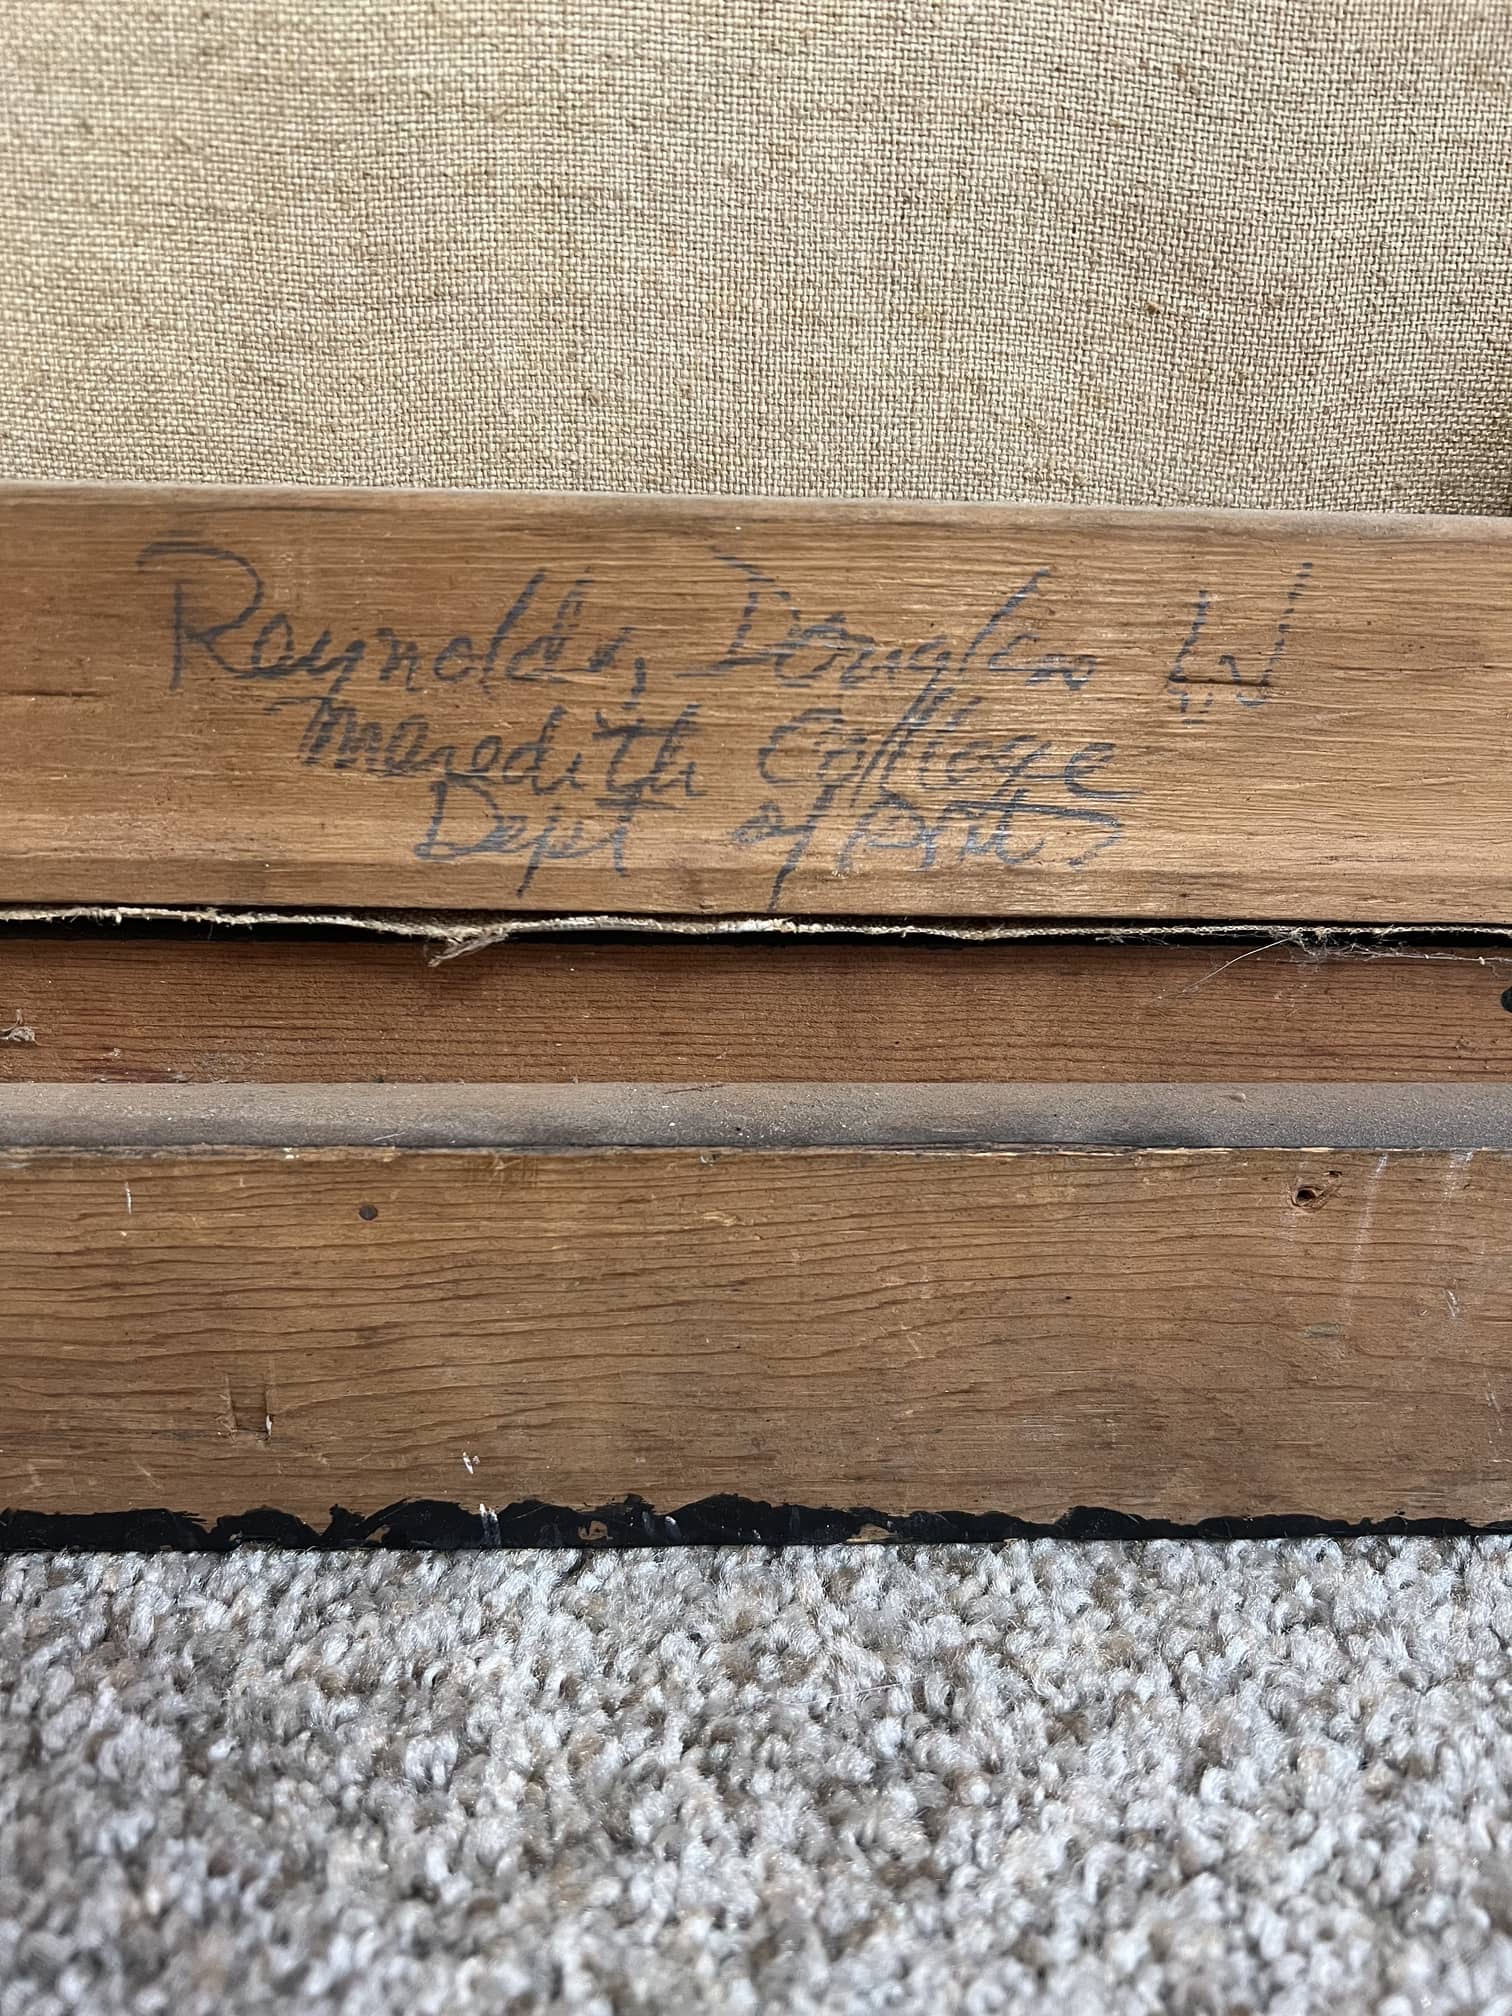 Reynolds, Douglas W
Meredith College
Dept of Arts